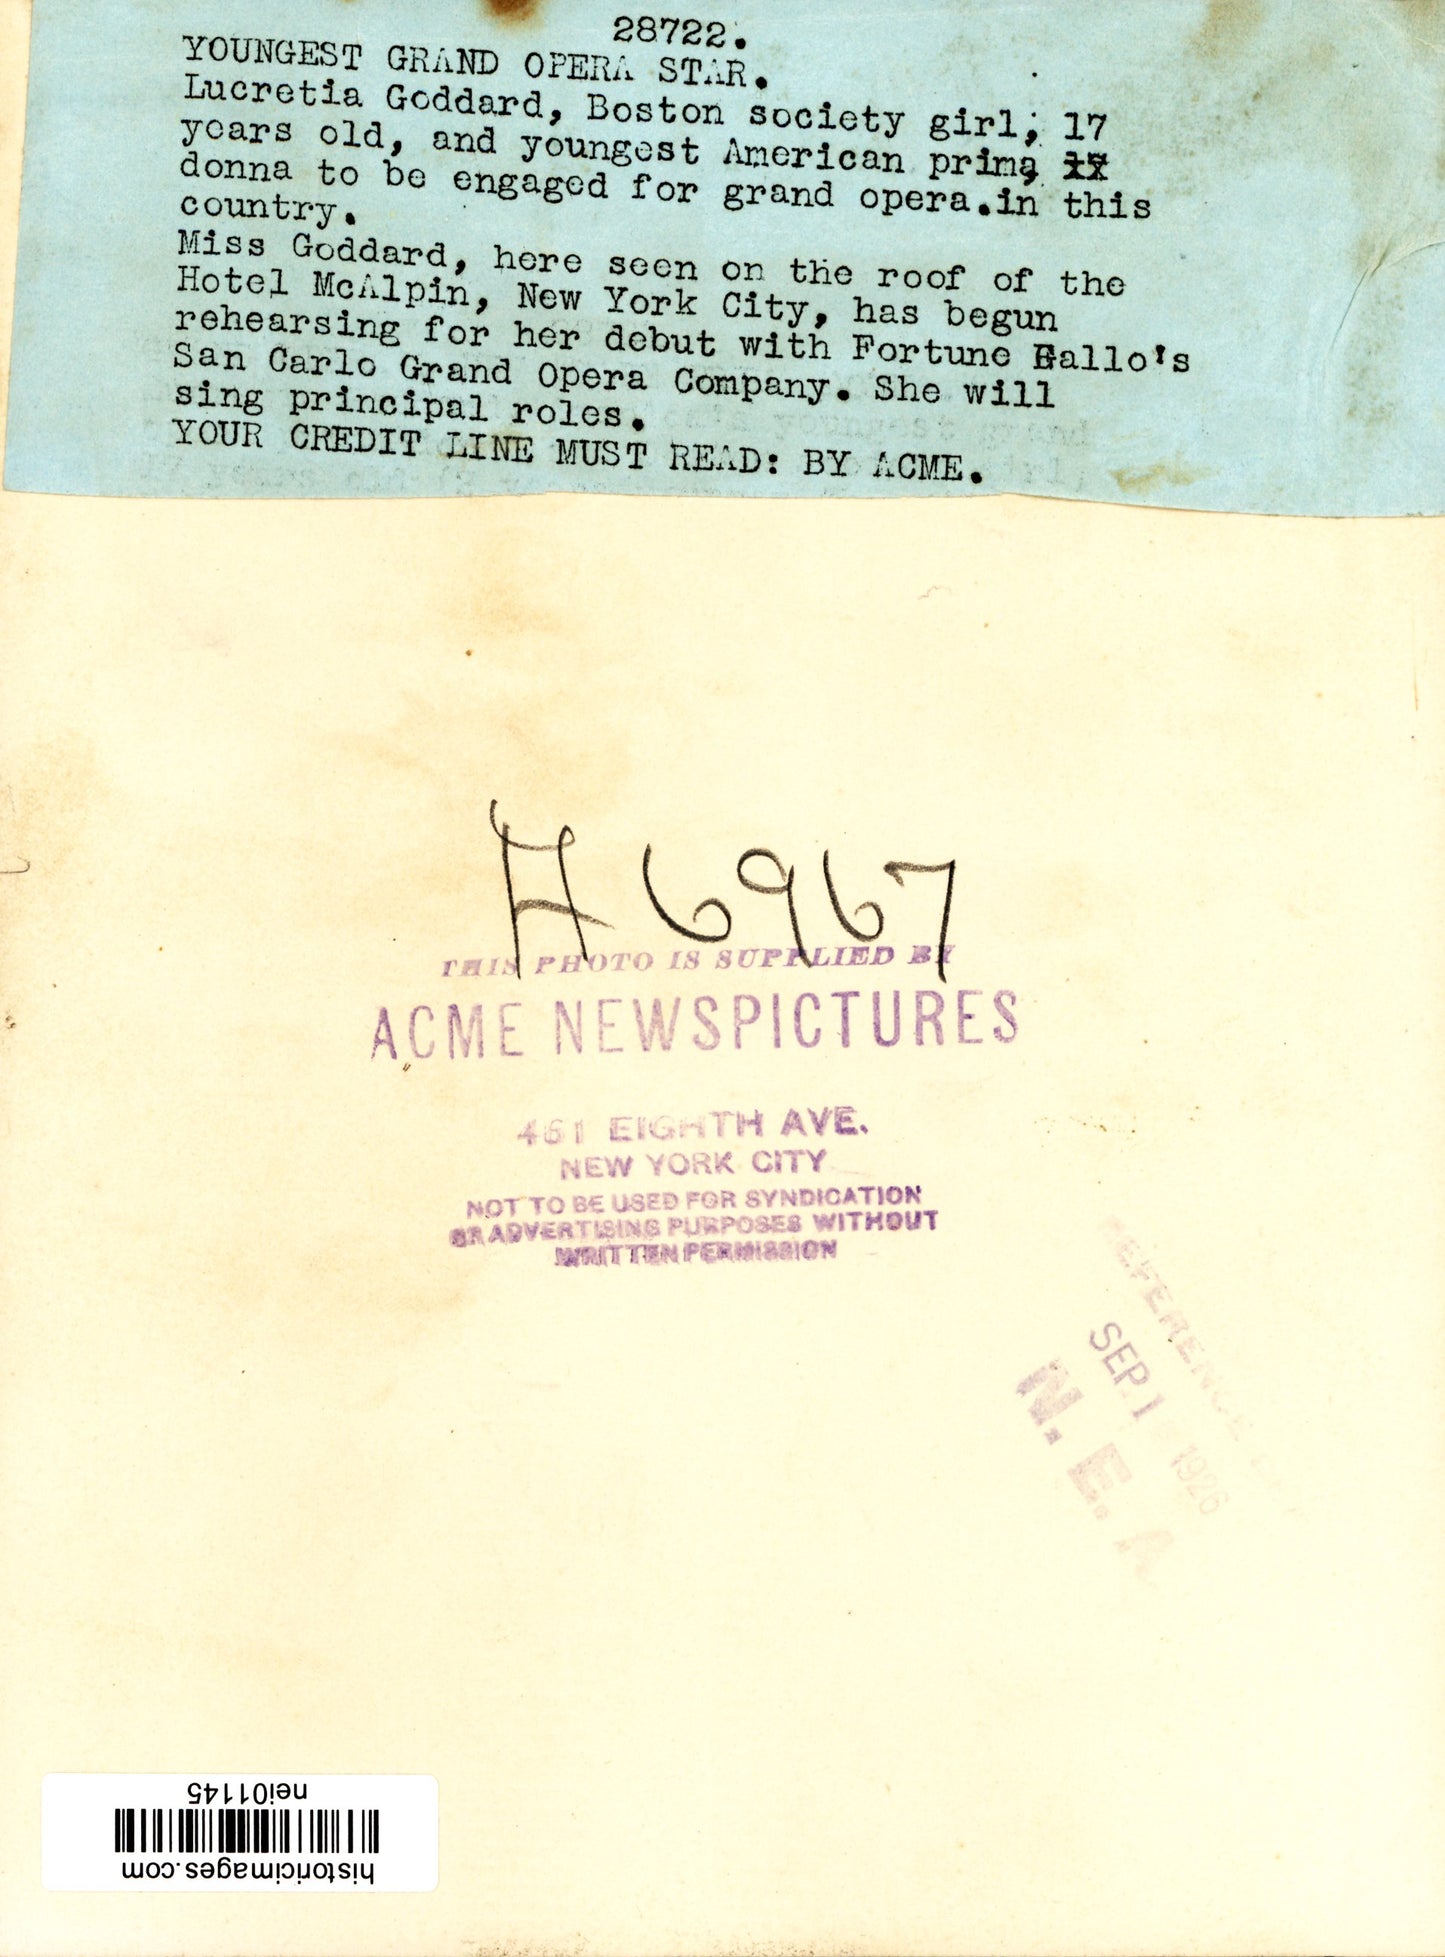 28722.
YOUNGEST GRAND OPERA STAR.
Lucretia Goddard, Boston society girl, 17
years old, and youngest American prima
donna to be engaged for grand opera.in this
country.
Miss Goddard, here seen on the roof of the
Hotel McAlpin, New York City, has begun
rehearsing for her debut with Fortune Gallo's
San Carlo Grand Opera Company. She will
sing principal roles.
YOUR CREDIT LINE MUST READ: BY ACME.
H 6967
THIS PHOTO IS SUPPLIED BY
ACME NEWSPICTURES
461 EIGHTH AVE.
NEW YORK CITY
NOT TO BE USED FOR SYNDICATION
OR ADVERTISING PURPOSES WITHOUT
WRITTEN PERMISSION
REFERENCE
SEP 1 1926
N. E. A
historicimages.com
nei01145